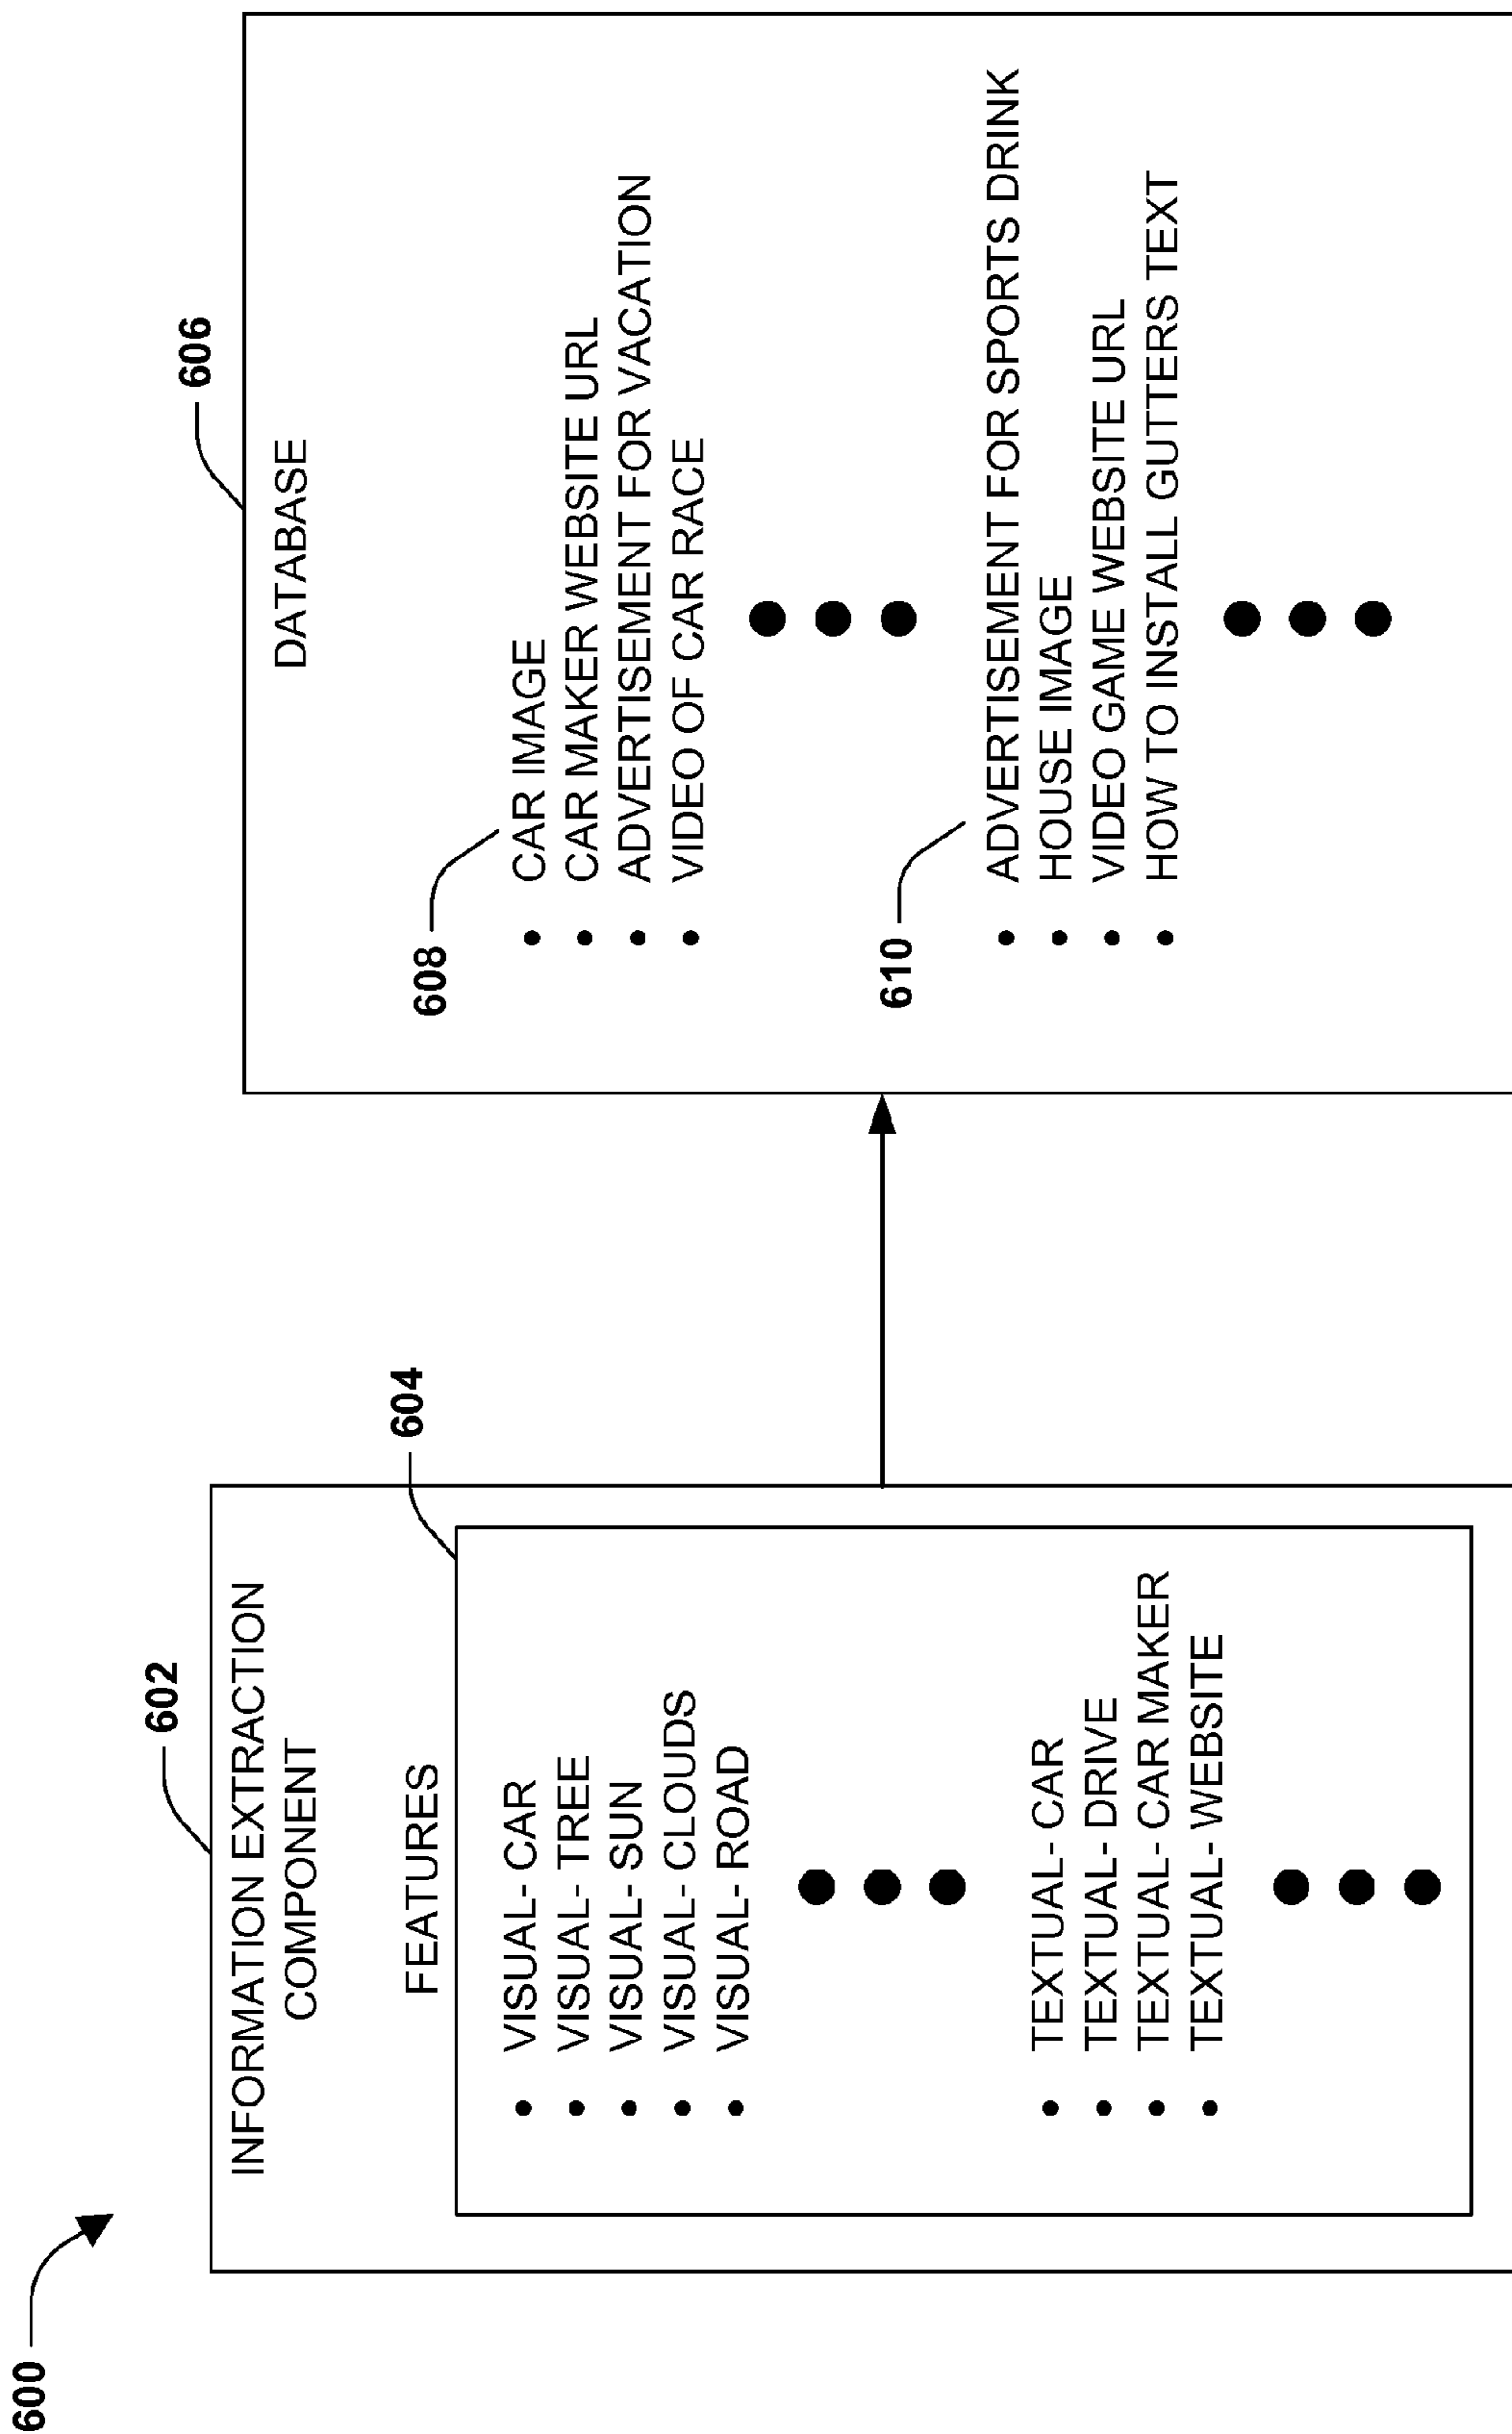 600
602
INFORMATION EXTRACTION
COMPONENT
FEATURES
604
• VISUAL- CAR
• VISUAL- TREE
• VISUAL- SUN
• VISUAL- CLOUDS
• VISUAL- ROAD
• TEXTUAL- CAR
• TEXTUAL- DRIVE
• TEXTUAL- CAR MAKER
• TEXTUAL- WEBSITE
606
DATABASE
608
• CAR IMAGE
• CAR MAKER WEBSITE URL
• ADVERTISEMENT FOR VACATION
• VIDEO OF CAR RACE
610
• ADVERTISEMENT FOR SPORTS DRINK
• HOUSE IMAGE
• VIDEO GAME WEBSITE URL
• HOW TO INSTALL GUTTERS TEXT